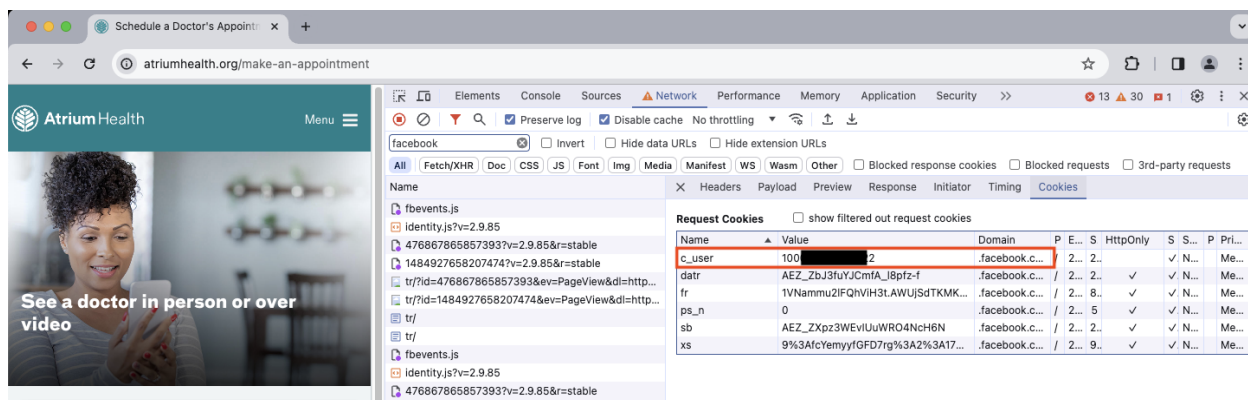 Schedule a Doctor's Appointm
atriumhealth.org/make-an-appointment
Atrium Health
Menu
See a doctor in person or over
video
Elements Console Sources Network Performance Memory Application Security 13 30 1
Preserve log Disable cache No throttling
facebook Invert Hide data URLs Hide extension URLs
All Fetch/XHR Doc CSS JS Font Img Media Manifest WS Wasm Other Blocked response cookies Blocked requests 3rd-party requests
Name
fbevents.js
identity.js?v=2.9.85
476867865857393?v=2.9.85&r=stable
1484927658207474?v=2.9.85&r=stable
tr/?id=476867865857393&ev=PageView&dl=http...
tr/?id=1484927658207474&ev=PageView&dl=http...
tr/
tr/
fbevents.js
identity.js?v=2.9.85
476867865857393?v=2.9.85&r=stable
Headers Payload Preview Response Initiator Timing Cookies
Request Cookies show filtered out request cookies
Name Value Domain P E... S HttpOnly S S... P Pri...
c_user 100 22 .facebook.c... / 2... 2.. ✓ N... Me...
datr AEZ_ZbJ3fuYJCmfA_I8pfz-f .facebook.c... / 2... 2.. ✓ ✓ N... Me...
fr 1VNammu2IFQhViH3t.AWUjSdTKMK... .facebook.c... / 2... 8.. ✓ ✓ N... Me...
ps_n 0 .facebook.c... / 2... 5 ✓ ✓ N... Me...
sb AEZ_ZXpz3WEvIUuWRO4NcH6N .facebook.c... / 2... 2.. ✓ ✓ N... Me...
xs 9%3AfcYemyyfGFD7rg%3A2%3A17... .facebook.c... / 2... 9.. ✓ ✓ N... Me...